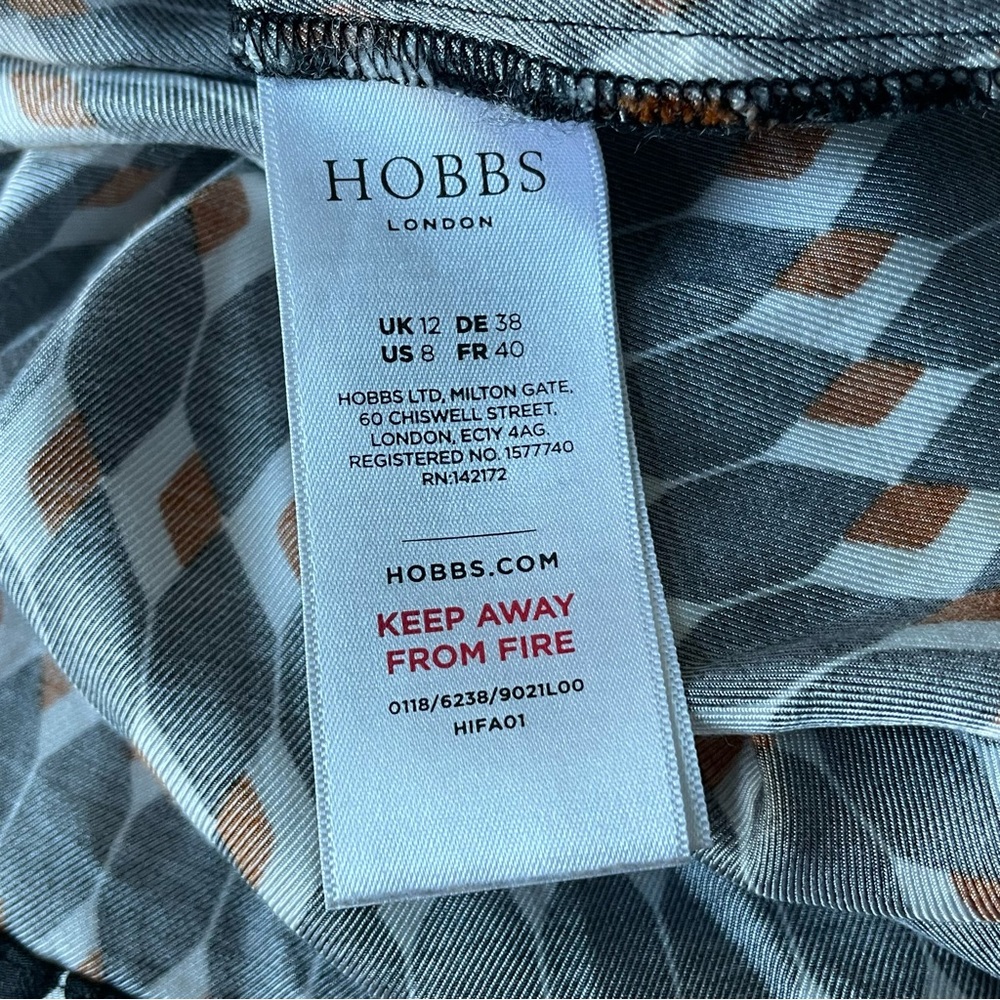 HOBBS
LONDON
UK 12 DE 38
US 8 FR 40
HOBBS LTD, MILTON GATE,
60 CHISWELL STREET,
LONDON, EC1Y 4AG.
REGISTERED NO. 1577740
RN:142172
HOBBS.COM
KEEP AWAY
FROM FIRE
0118/6238/9021L00
HIFA01